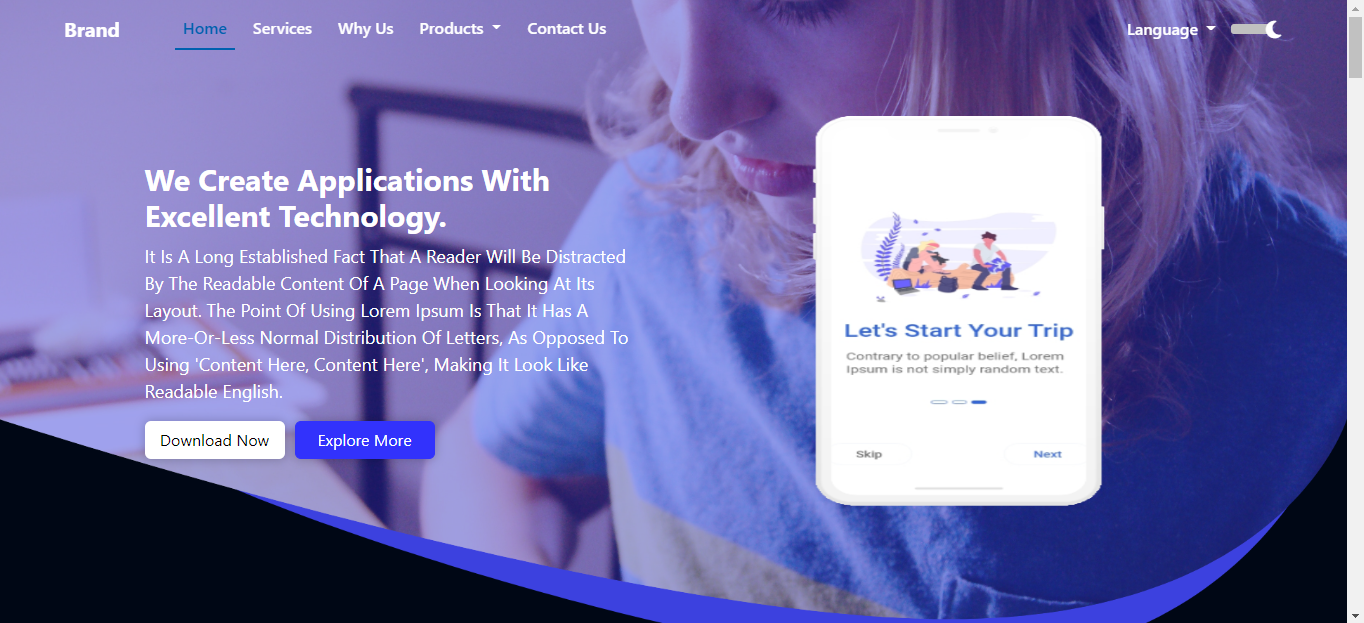 Brand Home Services Why Us Products Contact Us Language
We Create Applications With
Excellent Technology.
It Is A Long Established Fact That A Reader Will Be Distracted
By The Readable Content Of A Page When Looking At Its
Layout. The Point Of Using Lorem Ipsum Is That It Has A
More-Or-Less Normal Distribution Of Letters, As Opposed To
Using 'Content Here, Content Here', Making It Look Like
Readable English.
Download Now Explore More
Let's Start Your Trip
Contrary to popular belief, Lorem
Ipsum is not simply random text.
Skip Next